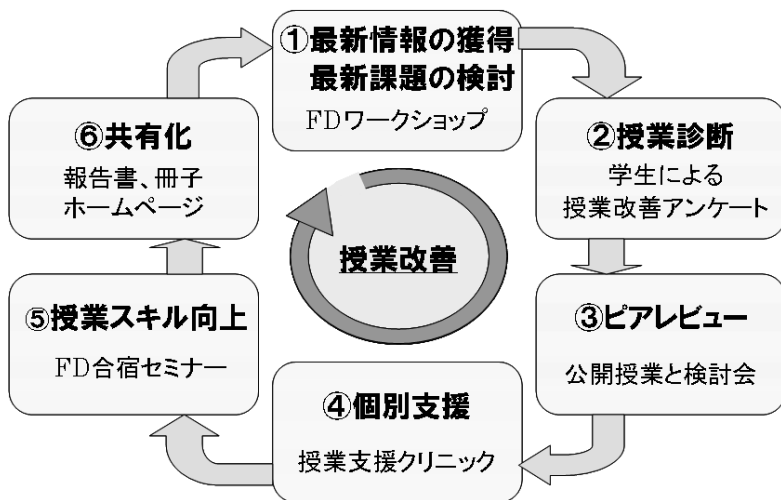 ①最新情報の獲得
最新課題の検討
FDワークショップ
②授業診断
学生による
授業改善アンケート
③ピアレビュー
公開授業と検討会
④個別支援
授業支援クリニック
⑤授業スキル向上
FD合宿セミナー
⑥共有化
報告書、冊子
ホームページ
授業改善